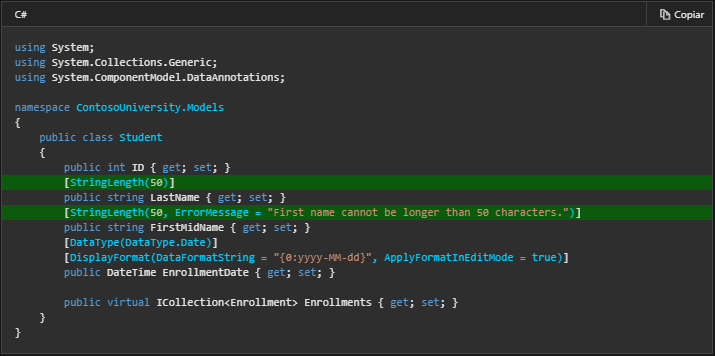 C#
Copiar
using System;
using System.Collections.Generic;
using System.ComponentModel.DataAnnotations;
namespace ContosoUniversity.Models
{
public class Student
{
public int ID { get; set; }
[StringLength(50)]
public string LastName { get; set; }
[StringLength(50, ErrorMessage = "First name cannot be longer than 50 characters.")]
public string FirstMidName { get; set; }
[DataType(DataType.Date)]
[DisplayFormat(DataFormatString = "{0:yyyy-MM-dd}", ApplyFormatInEditMode = true)]
public DateTime EnrollmentDate { get; set; }
public virtual ICollection<Enrollment> Enrollments { get; set; }
}
}